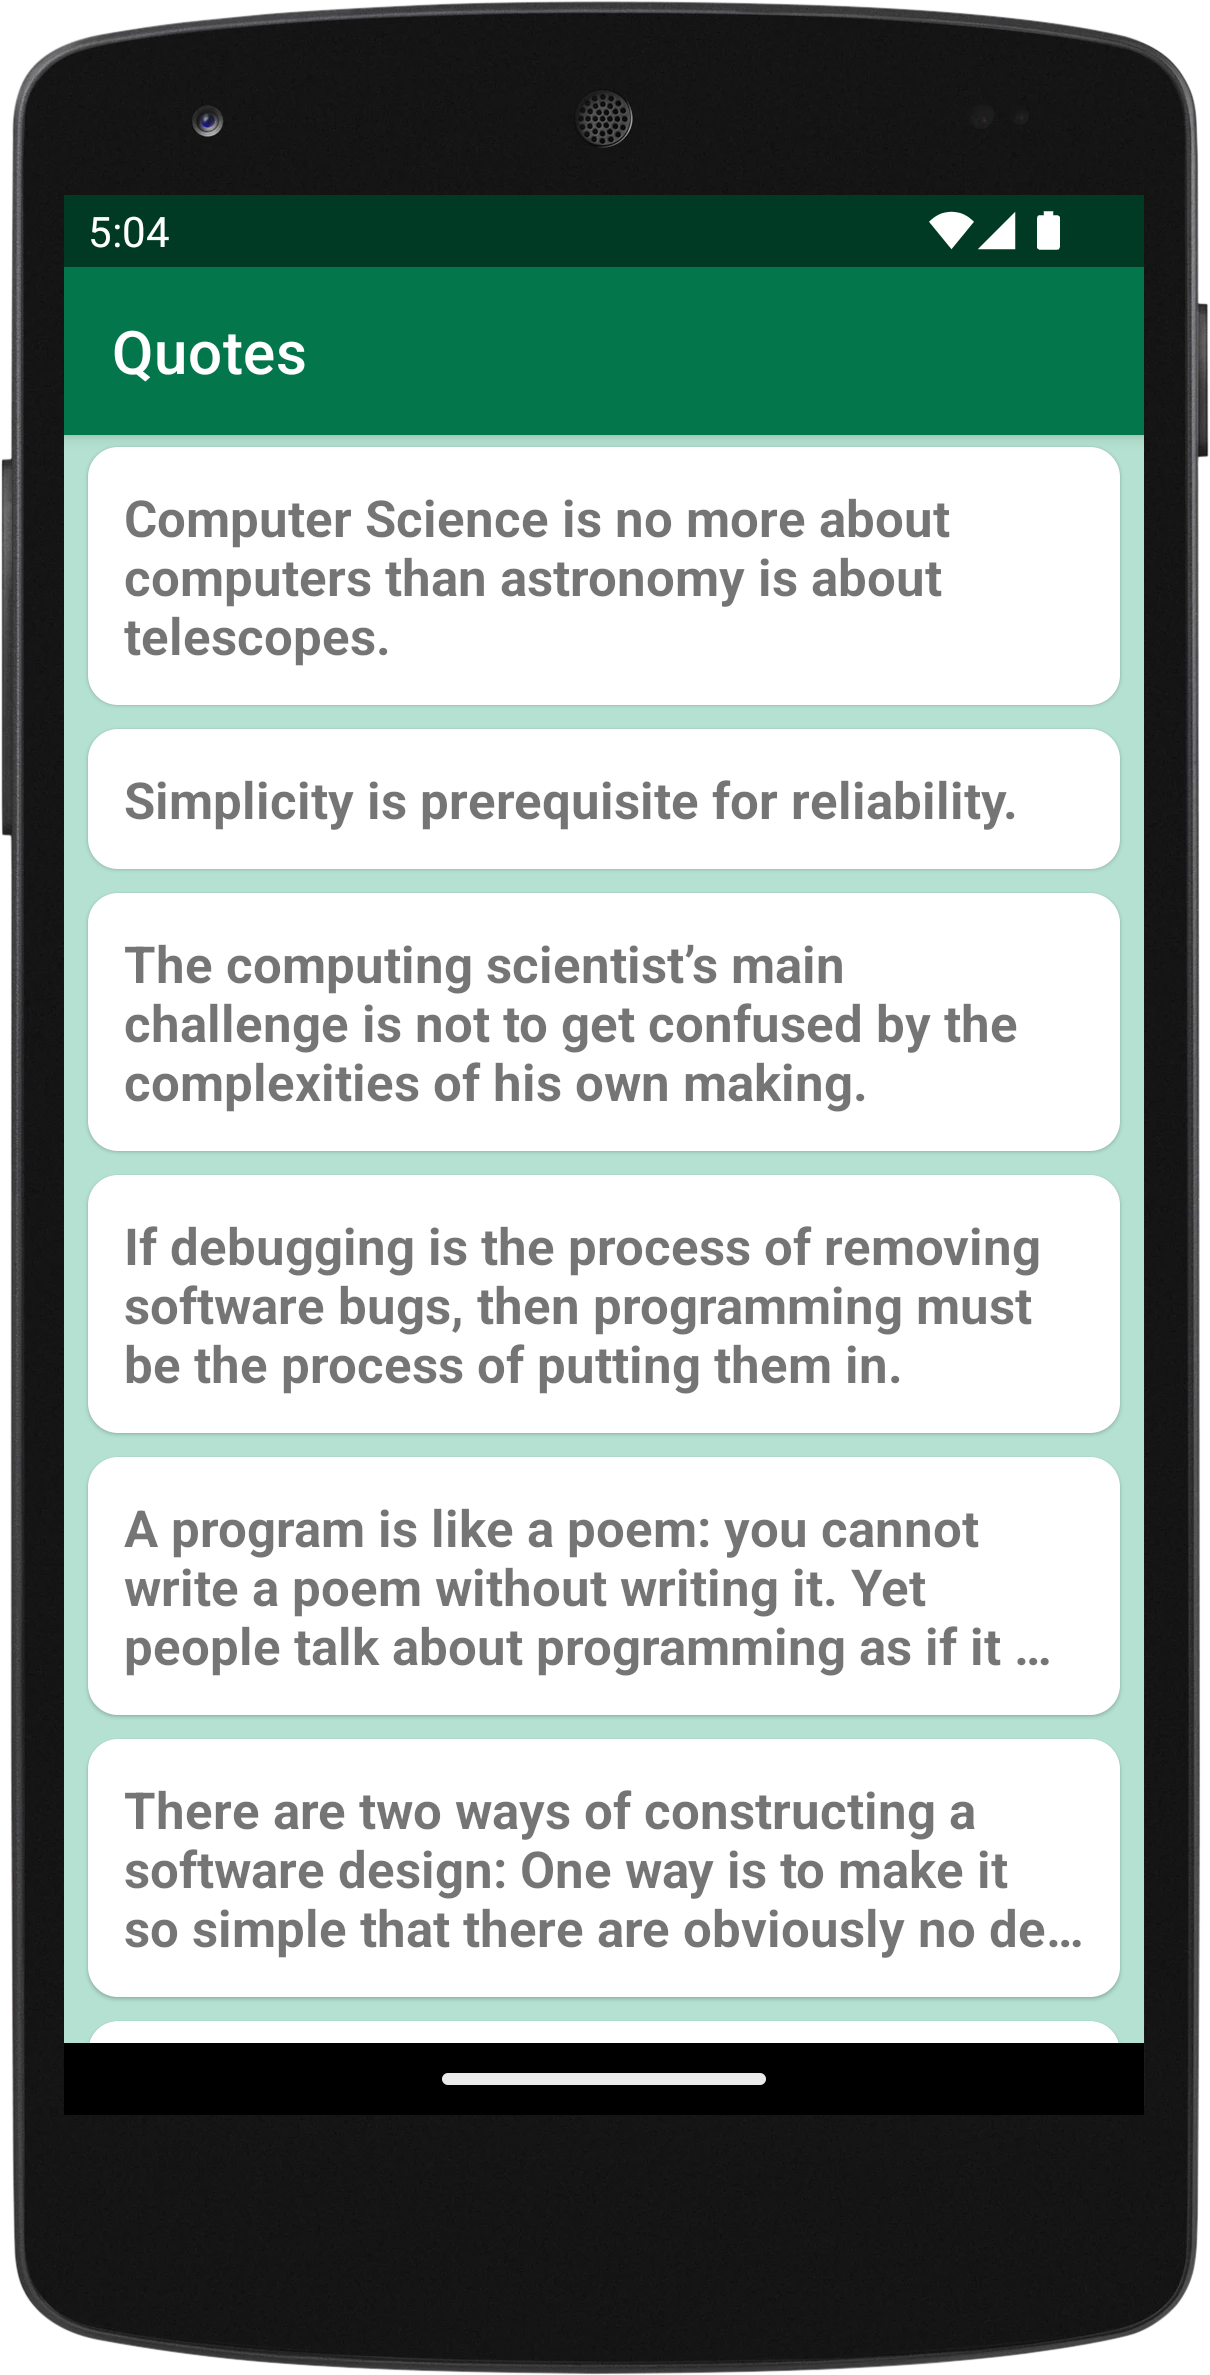 5:04
Quotes
Computer Science is no more about
computers than astronomy is about
telescopes.
Simplicity is prerequisite for reliability.
The computing scientist’s main
challenge is not to get confused by the
complexities of his own making.
If debugging is the process of removing
software bugs, then programming must
be the process of putting them in.
A program is like a poem: you cannot
write a poem without writing it. Yet
people talk about programming as if it …
There are two ways of constructing a
software design: One way is to make it
so simple that there are obviously no de…